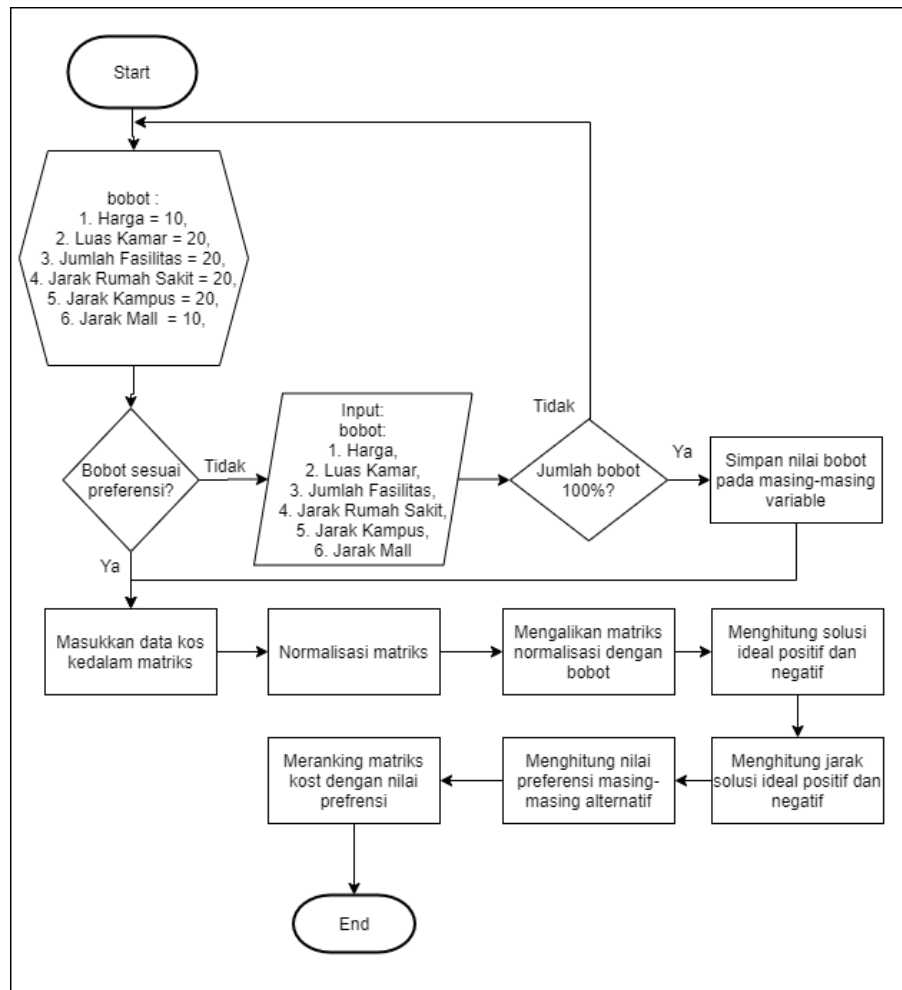 Start
bobot :
1. Harga = 10,
2. Luas Kamar = 20,
3. Jumlah Fasilitas = 20,
4. Jarak Rumah Sakit = 20,
5. Jarak Kampus = 20,
6. Jarak Mall = 10,
Bobot sesuai
preferensi?
Tidak
Input:
bobot:
1. Harga,
2. Luas Kamar,
3. Jumlah Fasilitas,
4. Jarak Rumah Sakit,
5. Jarak Kampus,
6. Jarak Mall
Tidak
Jumlah bobot
100%?
Ya
Simpan nilai bobot
pada masing-masing
variable
Ya
Masukkan data kos
kedalam matriks
Normalisasi matriks
Mengalikan matriks
normalisasi dengan
bobot
Menghitung solusi
ideal positif dan
negatif
Menghitung jarak
solusi ideal positif dan
negatif
Menghitung nilai
preferensi masing-
masing alternatif
Meranking matriks
kost dengan nilai
prefrensi
End